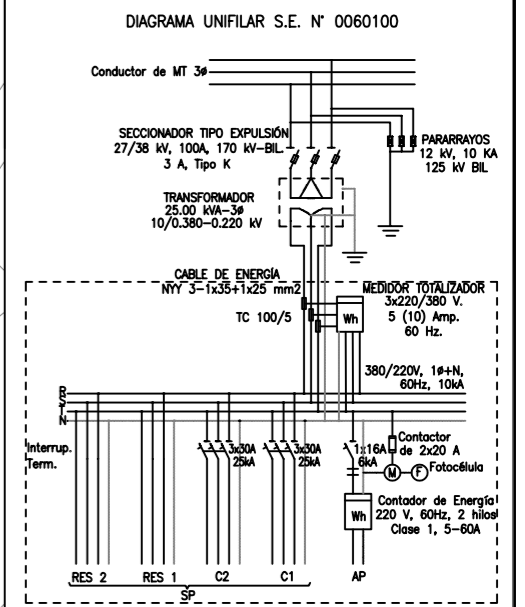 DIAGRAMA UNIFILAR S.E. N° 0060100
Conductor de MT 3ø
SECCIONADOR TIPO EXPULSIÓN
27/38 kV, 100A, 170 kV-BIL.
3 A, Tipo K
PARARRAYOS
12 kV, 10 KA
125 kV BIL
TRANSFORMADOR
25.00 kVA-3ø
10/0.380-0.220 kV
CABLE DE ENERGÍA
NYY 3-1x35+1x25 mm2
TC 100/5
Wh
MEDIDOR TOTALIZADOR
3x220/380 V.
5 (10) Amp.
60 Hz.
380/220V, 1ø+N,
60Hz, 10kA
R
S
T
N
Interrup.
Term.
3x30A
25kA
3x30A
25kA
1x16A
6kA
Contactor
de 2x20 A
M
F
Fotocélula
Wh
Contador de Energía
220 V, 60Hz, 2 hilos
Clase 1, 5-60A
RES 2
RES 1
C2
C1
AP
SP